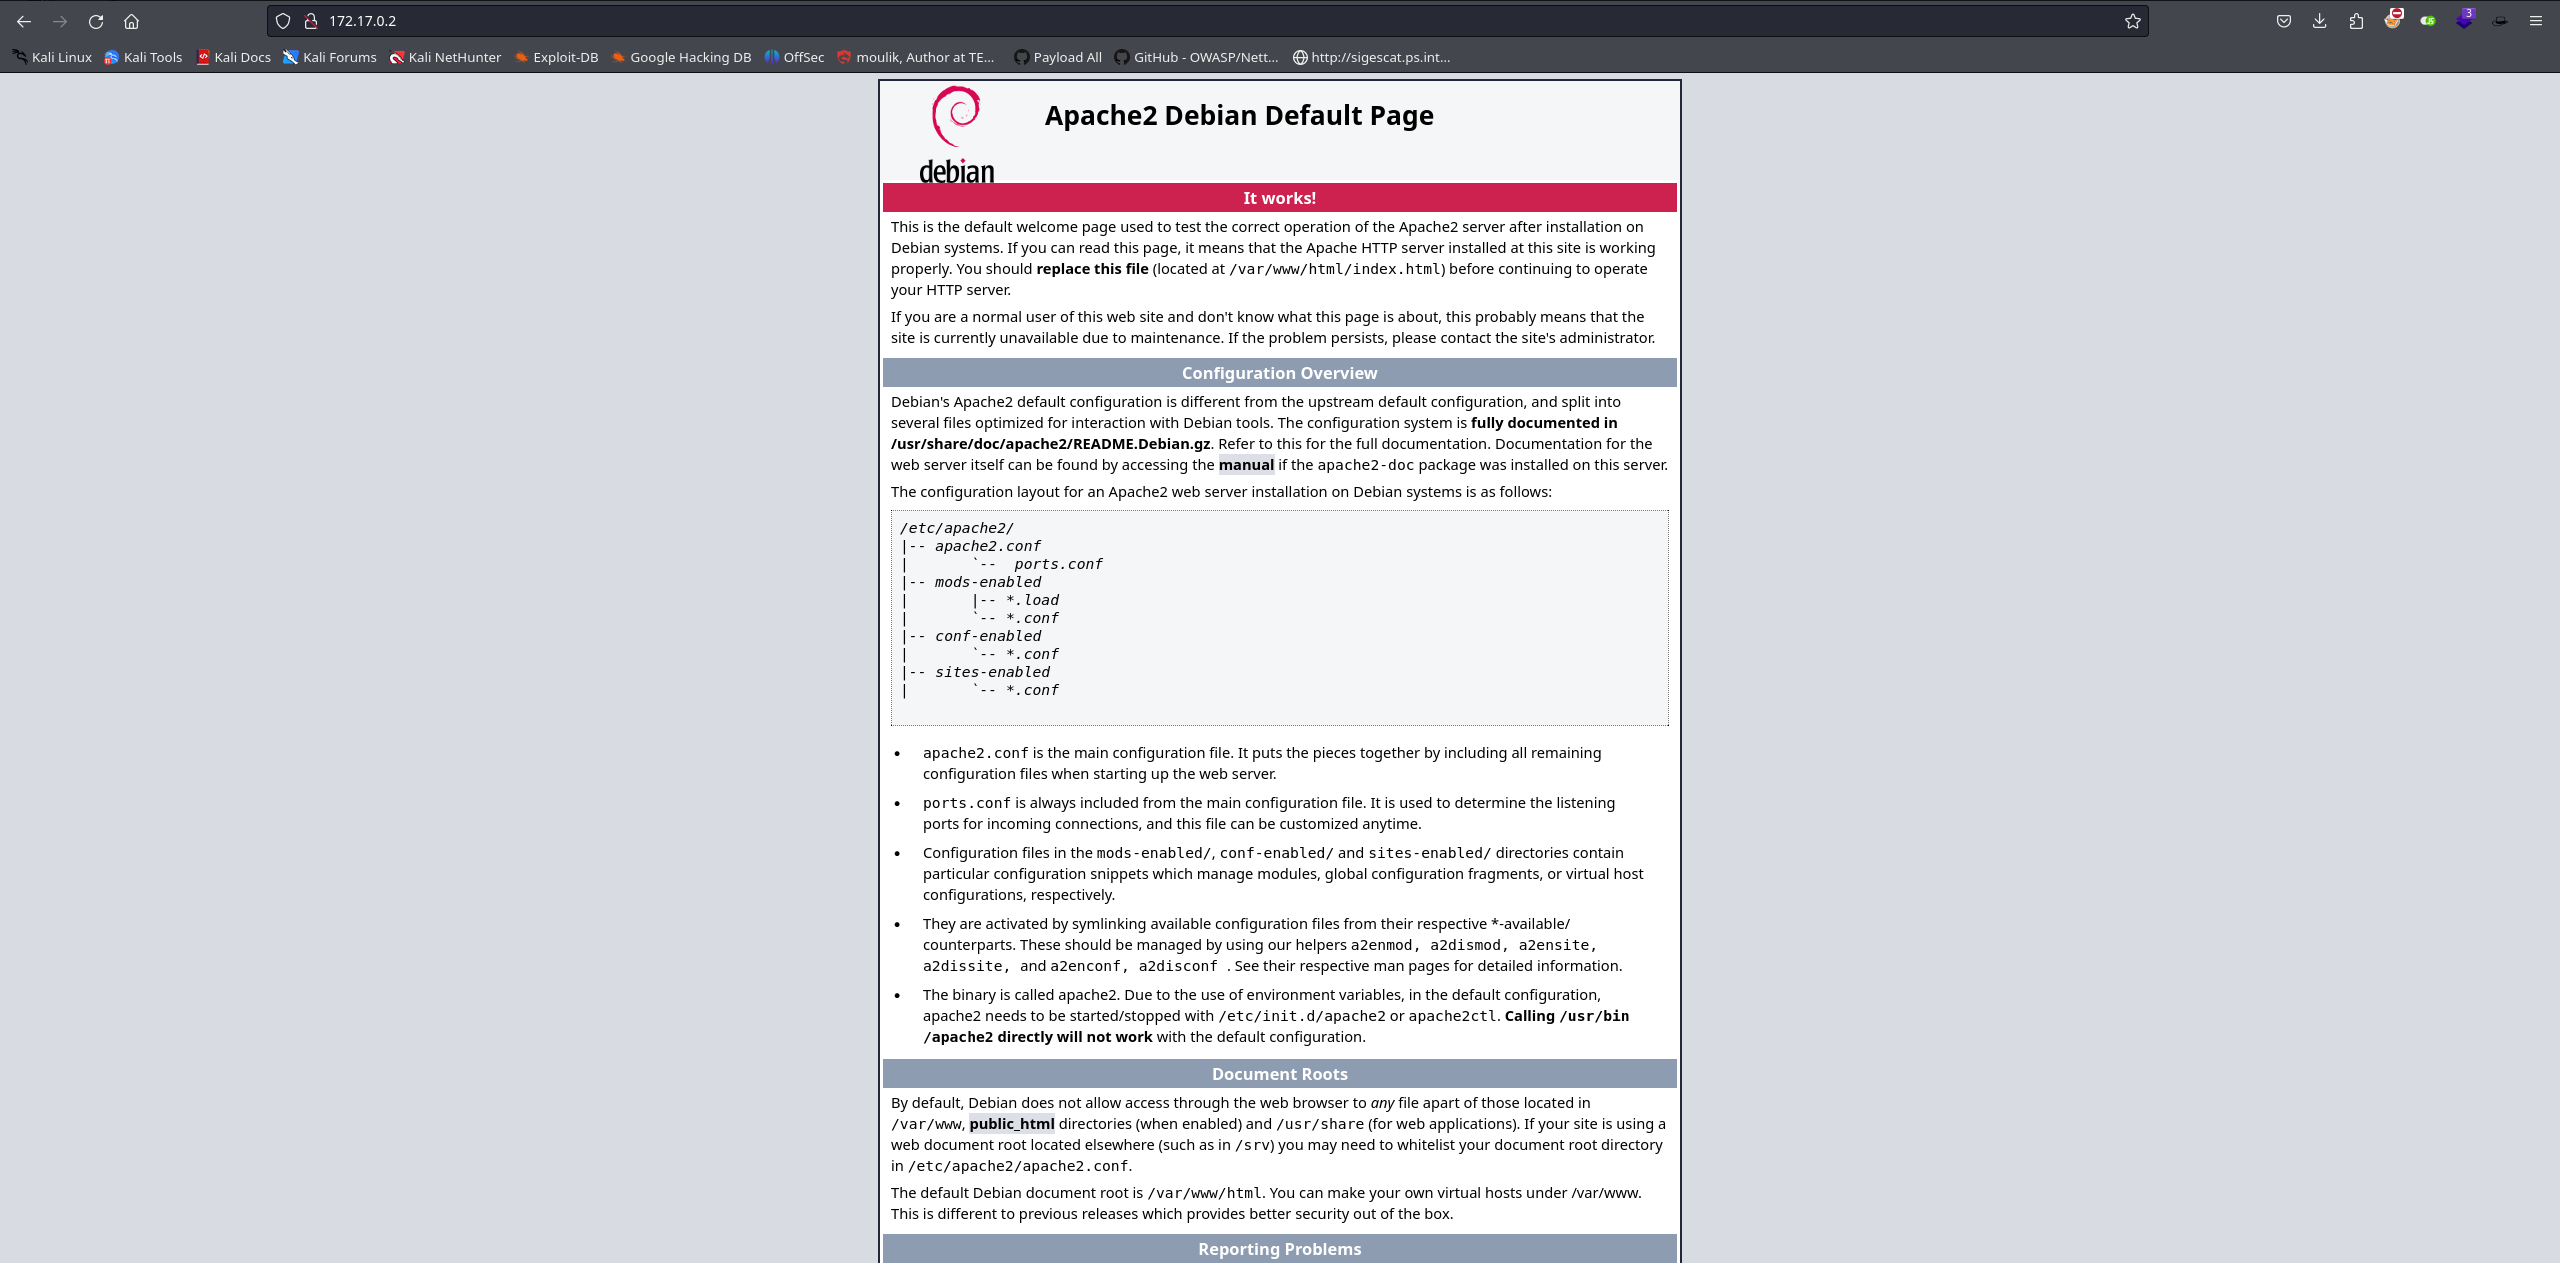 172.17.0.2
3
Kali Linux Kali Tools Kali Docs Kali Forums Kali NetHunter Exploit-DB Google Hacking DB OffSec moulik, Author at TE... Payload All GitHub - OWASP/Nett... http://sigescat.ps.int...
debian
Apache2 Debian Default Page
It works!
This is the default welcome page used to test the correct operation of the Apache2 server after installation on
Debian systems. If you can read this page, it means that the Apache HTTP server installed at this site is working
properly. You should replace this file (located at /var/www/html/index.html) before continuing to operate
your HTTP server.
If you are a normal user of this web site and don't know what this page is about, this probably means that the
site is currently unavailable due to maintenance. If the problem persists, please contact the site's administrator.
Configuration Overview
Debian's Apache2 default configuration is different from the upstream default configuration, and split into
several files optimized for interaction with Debian tools. The configuration system is fully documented in
/usr/share/doc/apache2/README.Debian.gz. Refer to this for the full documentation. Documentation for the
web server itself can be found by accessing the manual if the apache2-doc package was installed on this server.
The configuration layout for an Apache2 web server installation on Debian systems is as follows:
/etc/apache2/
|-- apache2.conf
|       `--  ports.conf
|-- mods-enabled
|       |-- *.load
|       `-- *.conf
|-- conf-enabled
|       `-- *.conf
|-- sites-enabled
|       `-- *.conf
• apache2.conf is the main configuration file. It puts the pieces together by including all remaining
configuration files when starting up the web server.
• ports.conf is always included from the main configuration file. It is used to determine the listening
ports for incoming connections, and this file can be customized anytime.
• Configuration files in the mods-enabled/, conf-enabled/ and sites-enabled/ directories contain
particular configuration snippets which manage modules, global configuration fragments, or virtual host
configurations, respectively.
• They are activated by symlinking available configuration files from their respective *-available/
counterparts. These should be managed by using our helpers a2enmod, a2dismod, a2ensite,
a2dissite, and a2enconf, a2disconf . See their respective man pages for detailed information.
• The binary is called apache2. Due to the use of environment variables, in the default configuration,
apache2 needs to be started/stopped with /etc/init.d/apache2 or apache2ctl. Calling /usr/bin
/apache2 directly will not work with the default configuration.
Document Roots
By default, Debian does not allow access through the web browser to any file apart of those located in
/var/www, public_html directories (when enabled) and /usr/share (for web applications). If your site is using a
web document root located elsewhere (such as in /srv) you may need to whitelist your document root directory
in /etc/apache2/apache2.conf.
The default Debian document root is /var/www/html. You can make your own virtual hosts under /var/www.
This is different to previous releases which provides better security out of the box.
Reporting Problems